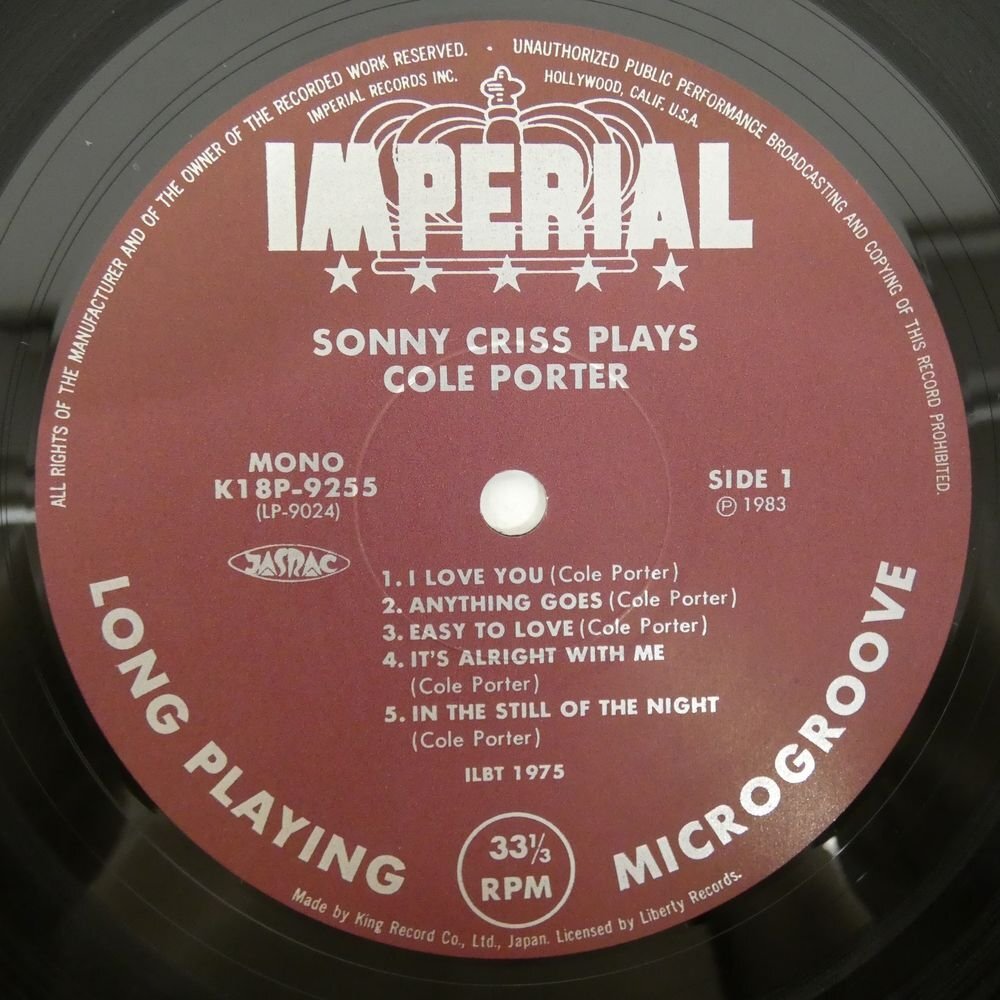 ALL RIGHTS OF THE MANUFACTURER AND OF THE OWNER OF THE RECORDED WORK RESERVED. · UNAUTHORIZED PUBLIC PERFORMANCE BROADCASTING AND COPYING OF THIS RECORD PROHIBITED.
IMPERIAL RECORDS INC. HOLLYWOOD, CALIF. U.S.A.
IMPERIAL
SONNY CRISS PLAYS
COLE PORTER
MONO
K18P-9255
(LP-9024)
JASRAC
SIDE 1
Ⓟ 1983
1. I LOVE YOU (Cole Porter)
2. ANYTHING GOES (Cole Porter)
3. EASY TO LOVE (Cole Porter)
4. IT'S ALRIGHT WITH ME
(Cole Porter)
5. IN THE STILL OF THE NIGHT
(Cole Porter)
ILBT 1975
33⅓
RPM
LONG PLAYING MICROGROOVE
Made by King Record Co., Ltd., Japan. Licensed by Liberty Records.